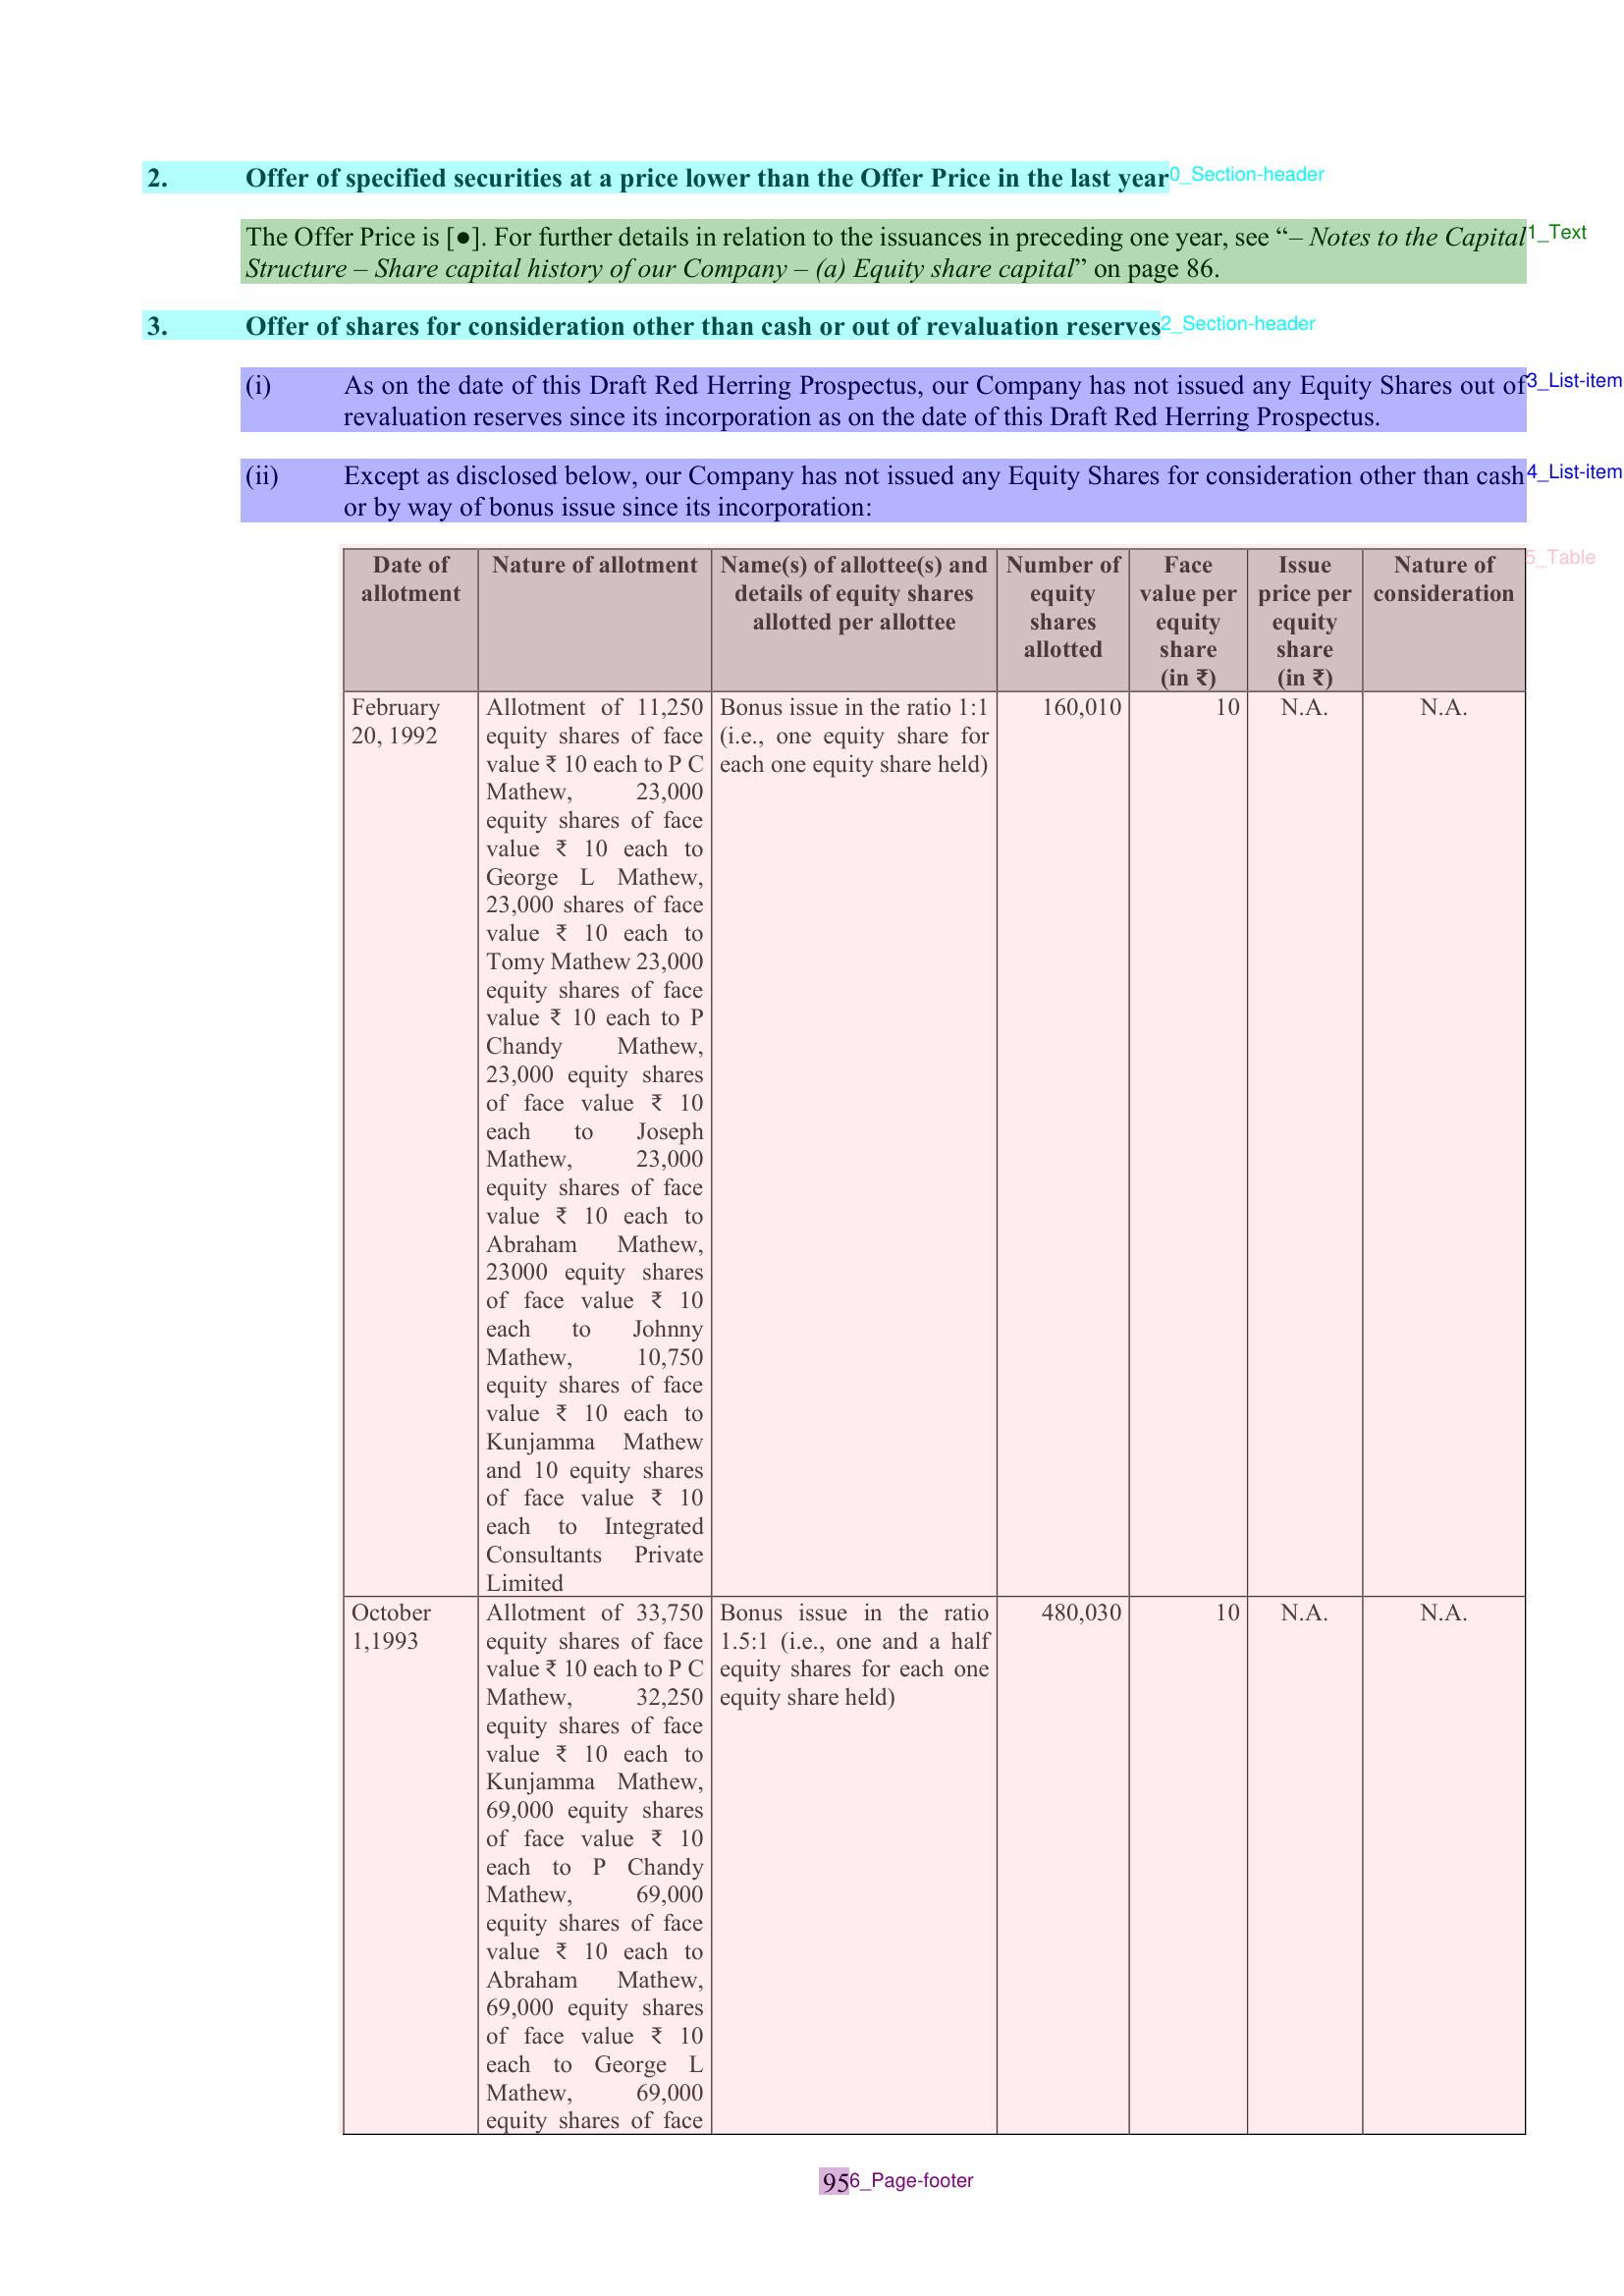 2. Offer of specified securities at a price lower than the Offer Price in the last year
0_Section-header
The Offer Price is [●]. For further details in relation to the issuances in preceding one year, see “– Notes to the Capital
1_Text
Structure – Share capital history of our Company – (a) Equity share capital” on page 86.
3. Offer of shares for consideration other than cash or out of revaluation reserves
2_Section-header
(i) As on the date of this Draft Red Herring Prospectus, our Company has not issued any Equity Shares out of
3_List-item
revaluation reserves since its incorporation as on the date of this Draft Red Herring Prospectus.
(ii) Except as disclosed below, our Company has not issued any Equity Shares for consideration other than cash
4_List-item
or by way of bonus issue since its incorporation:
5_Table
Date of
allotment
Nature of allotment
Name(s) of allottee(s) and
details of equity shares
allotted per allottee
Number of
equity
shares
allotted
Face
value per
equity
share
(in ₹)
Issue
price per
equity
share
(in ₹)
Nature of
consideration
February
20, 1992
Allotment of 11,250
equity shares of face
value ₹ 10 each to P C
Mathew, 23,000
equity shares of face
value ₹ 10 each to
George L Mathew,
23,000 shares of face
value ₹ 10 each to
Tomy Mathew 23,000
equity shares of face
value ₹ 10 each to P
Chandy Mathew,
23,000 equity shares
of face value ₹ 10
each to Joseph
Mathew, 23,000
equity shares of face
value ₹ 10 each to
Abraham Mathew,
23000 equity shares
of face value ₹ 10
each to Johnny
Mathew, 10,750
equity shares of face
value ₹ 10 each to
Kunjamma Mathew
and 10 equity shares
of face value ₹ 10
each to Integrated
Consultants Private
Limited
Bonus issue in the ratio 1:1
(i.e., one equity share for
each one equity share held)
160,010
10
N.A.
N.A.
October
1,1993
Allotment of 33,750
equity shares of face
value ₹ 10 each to P C
Mathew, 32,250
equity shares of face
value ₹ 10 each to
Kunjamma Mathew,
69,000 equity shares
of face value ₹ 10
each to P Chandy
Mathew, 69,000
equity shares of face
value ₹ 10 each to
Abraham Mathew,
69,000 equity shares
of face value ₹ 10
each to George L
Mathew, 69,000
equity shares of face
Bonus issue in the ratio
1.5:1 (i.e., one and a half
equity shares for each one
equity share held)
480,030
10
N.A.
N.A.
95
6_Page-footer